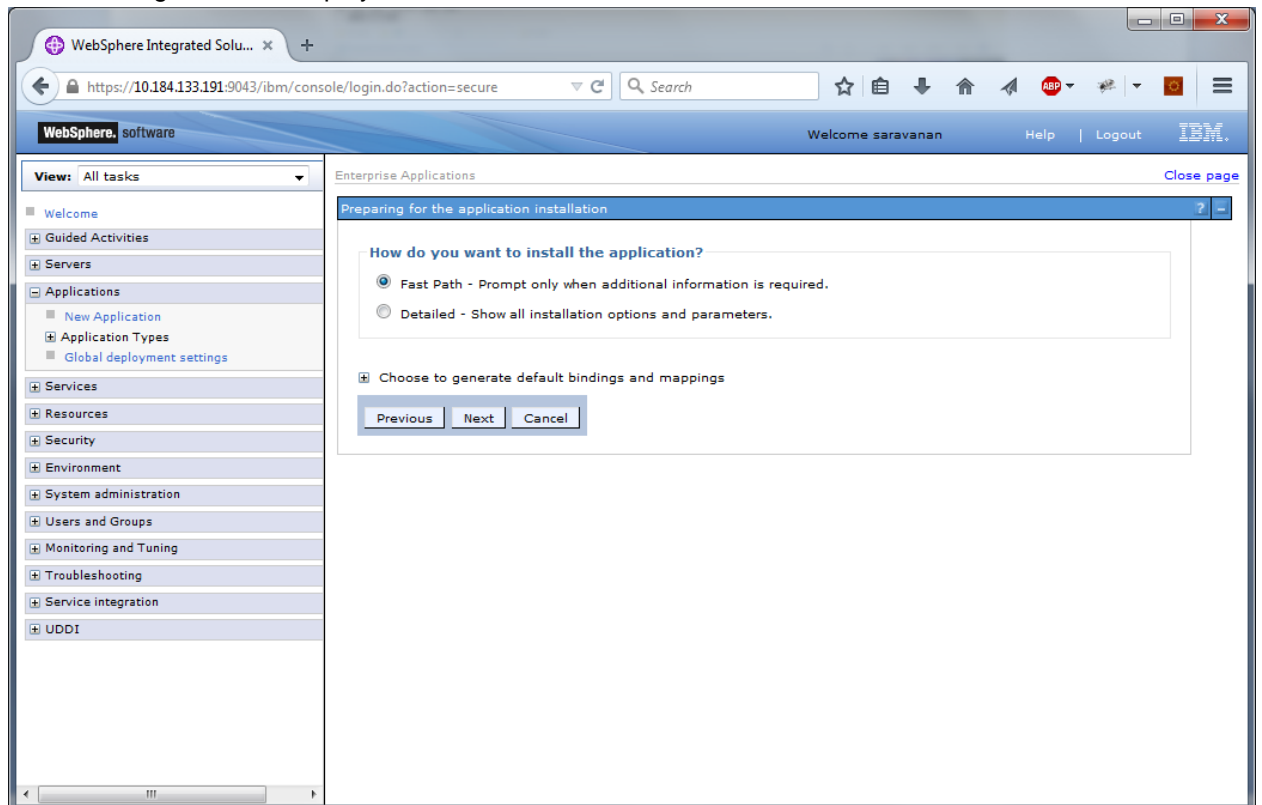 WebSphere Integrated Solu... × +
https://10.184.133.191:9043/ibm/console/login.do?action=secure Search ABP
WebSphere. software Welcome saravanan Help | Logout IBM.
View: All tasks
Welcome
Guided Activities
Servers
Applications
New Application
Application Types
Global deployment settings
Services
Resources
Security
Environment
System administration
Users and Groups
Monitoring and Tuning
Troubleshooting
Service integration
UDDI
Enterprise Applications Close page
Preparing for the application installation ? –
How do you want to install the application?
Fast Path - Prompt only when additional information is required.
Detailed - Show all installation options and parameters.
Choose to generate default bindings and mappings
Previous Next Cancel